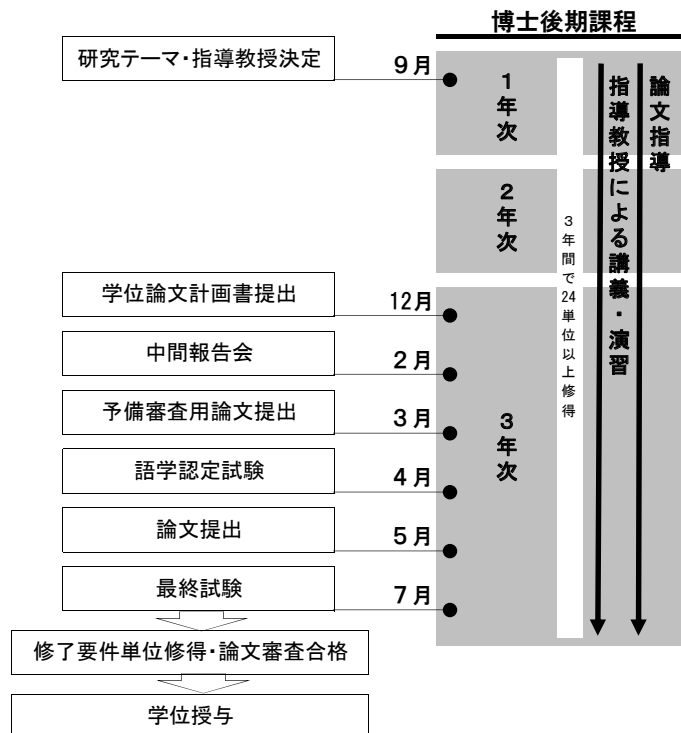 博士後期課程
研究テーマ・指導教授決定
9月
1年次
2年次
3年次
3年間で24単位以上修得
指導教授による講義・演習
論文指導
学位論文計画書提出
12月
中間報告会
2月
予備審査用論文提出
3月
語学認定試験
4月
論文提出
5月
最終試験
7月
修了要件単位修得・論文審査合格
学位授与